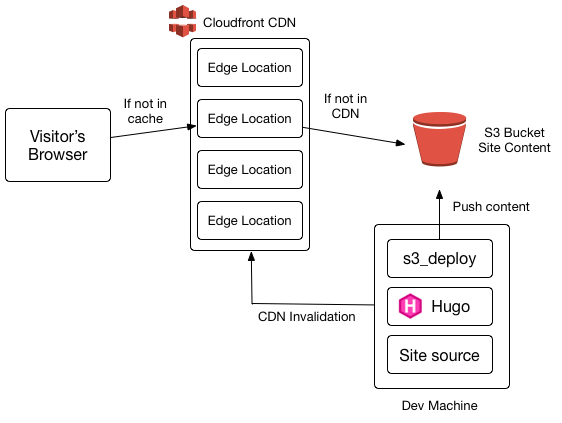 Cloudfront CDN
Edge Location
If not in
cache
Edge Location
If not in
CDN
Visitor's
Browser
S3 Bucket
Site Content
Edge Location
Edge Location
Push content
s3_deploy
H
Hugo
CDN Invalidation
Site source
Dev Machine